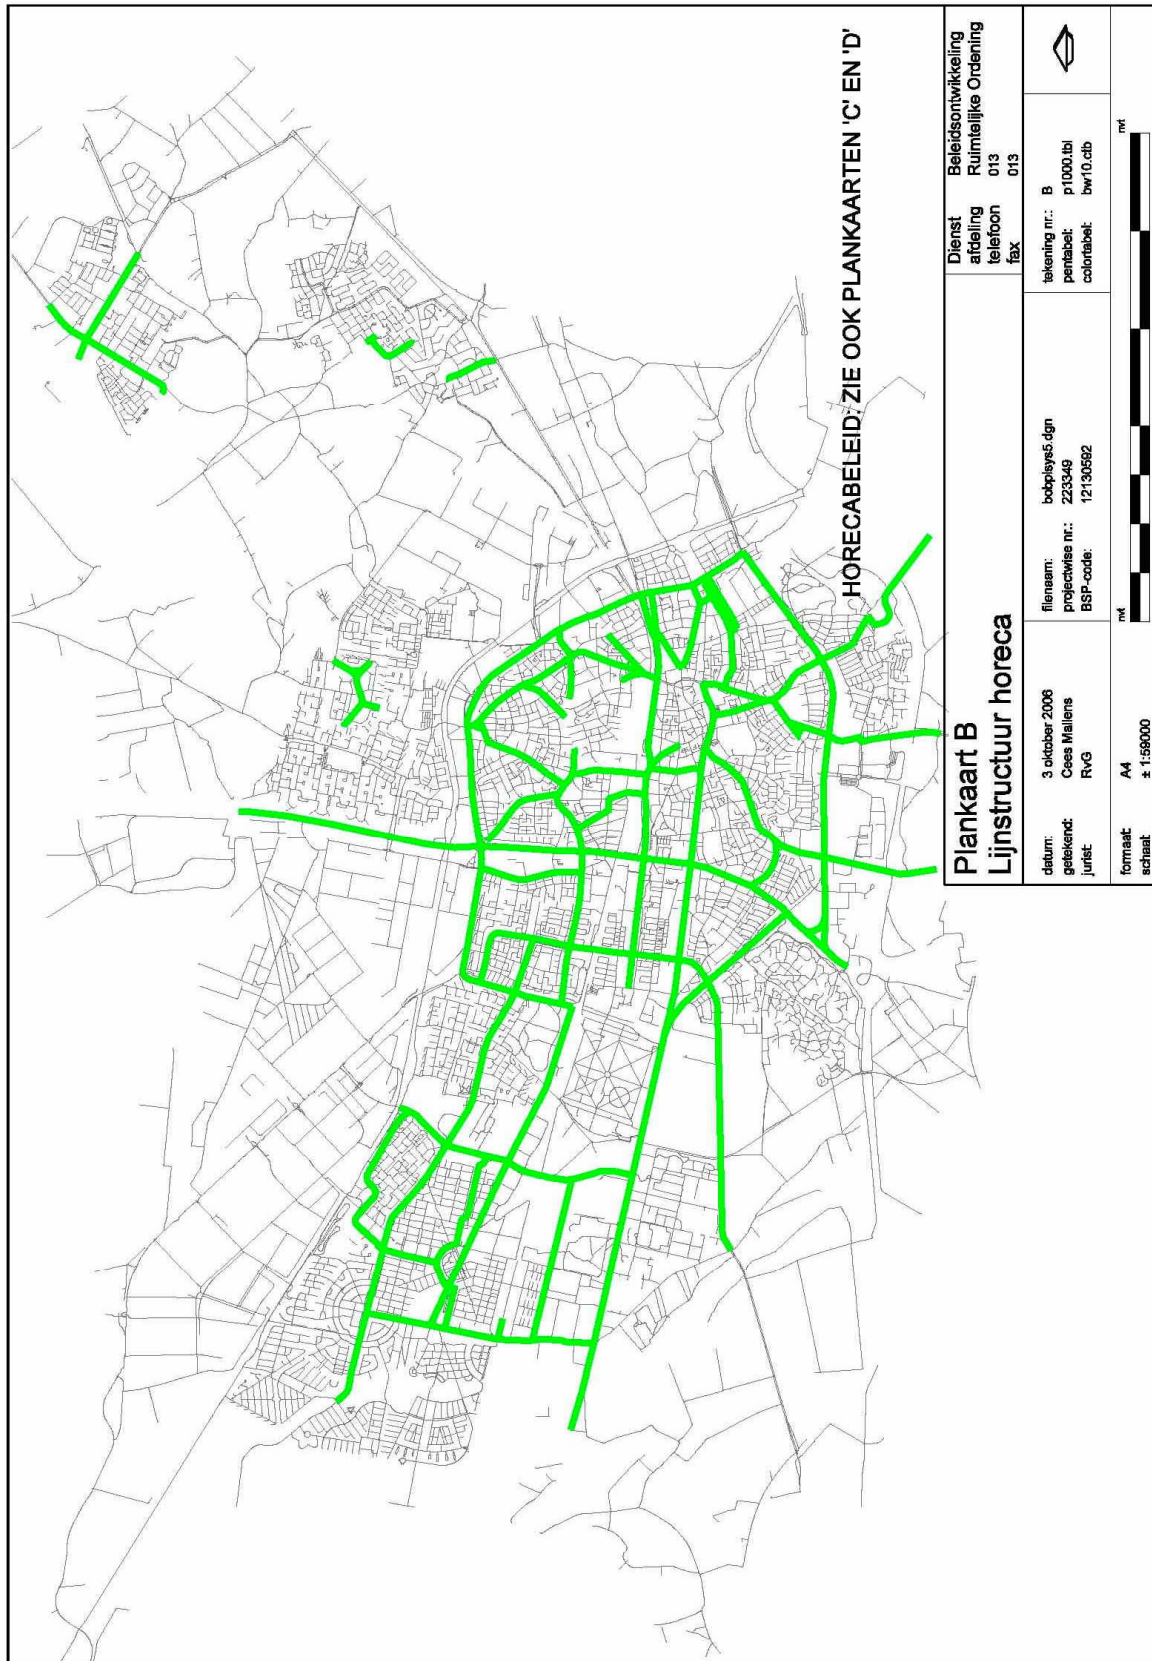 HORECABELEID: ZIE OOK PLANKAARTEN 'C' EN 'D'
Plankaart B
Lijnstructuur horeca
Dienst Beleidsontwikkeling
afdeling Ruimtelijke Ordening
telefoon 013
fax 013
datum: 3 oktober 2006
getekend: Cees Mallens
jurist: RvG
filenaam: bobplsys5.dgn
projectwise nr.: 223349
BSP-code: 12130592
tekening nr.: B
pentabel: p1000.tbl
colortabel: bw10.ctb
formaat: A4
schaal: ± 1:59000
nvt
nvt